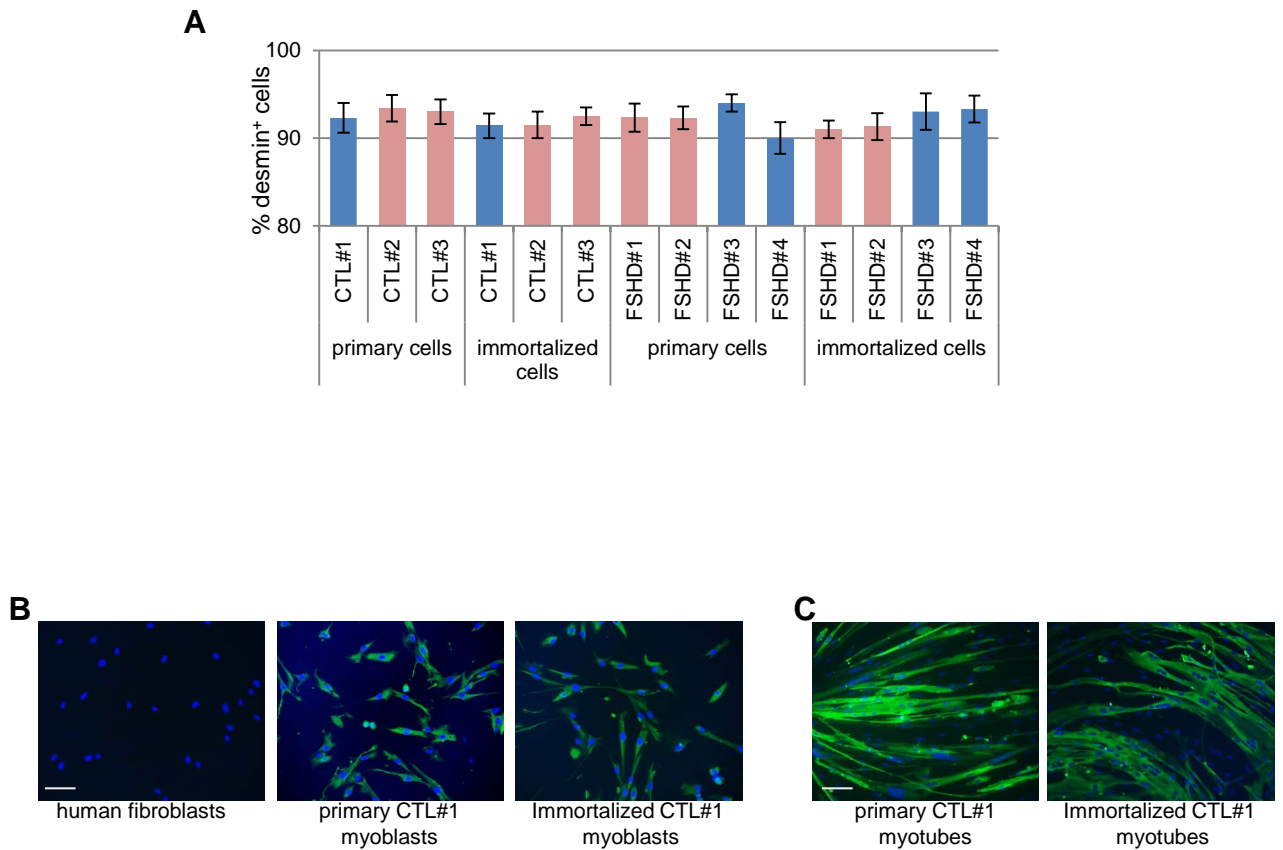 A
100
90
80
% desmin⁺ cells
CTL#1
CTL#2
CTL#3
CTL#1
CTL#2
CTL#3
FSHD#1
FSHD#2
FSHD#3
FSHD#4
FSHD#1
FSHD#2
FSHD#3
FSHD#4
primary cells
immortalized
cells
primary cells
immortalized cells
B
human fibroblasts
primary CTL#1
myoblasts
Immortalized CTL#1
myoblasts
C
primary CTL#1
myotubes
Immortalized CTL#1
myotubes